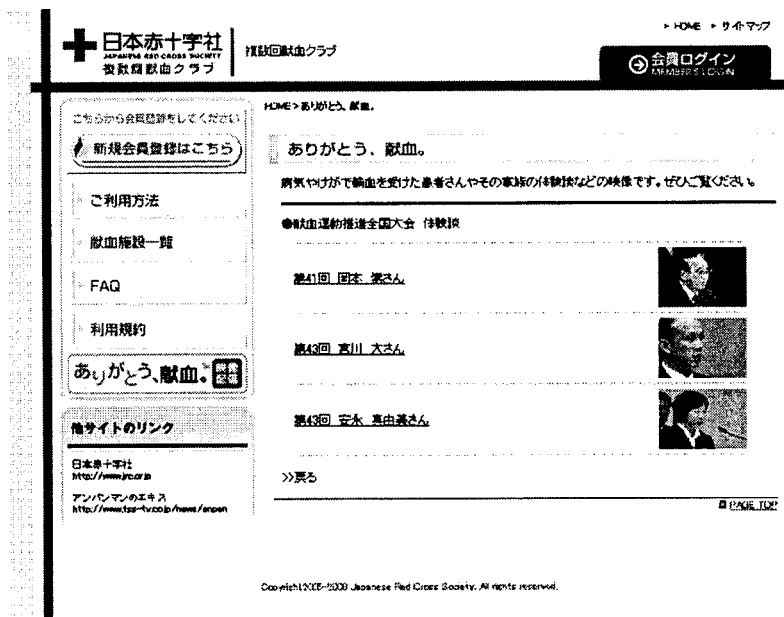 HOME サイトマップ
日本赤十字社
JAPANESE RED CROSS SOCIETY
複数回献血クラブ
複数回献血クラブ
会員ログイン
MEMBER'S LOGIN
HOME > ありがとう、献血。
こちらから会員登録をしてください
新規会員登録はこちら
ご利用方法
献血施設一覧
FAQ
利用規約
ありがとう、献血。
他サイトのリンク
日本赤十字社
http://www.jrc.or.jp
アンパンマンのエキス
http://www.tss-tv.co.jp/news/anpan
ありがとう、献血。
病気やけがで輸血を受けた患者さんやその家族の体験談などの映像です。ぜひご覧ください。
●献血運動推進全国大会 体験談
第41回 岡本 さん
第43回 宮川 大さん
第43回 安永 真由美さん
>>戻る
PAGE TOP
Copyright2005-2008 Japanese Red Cross Society. All rights reserved.